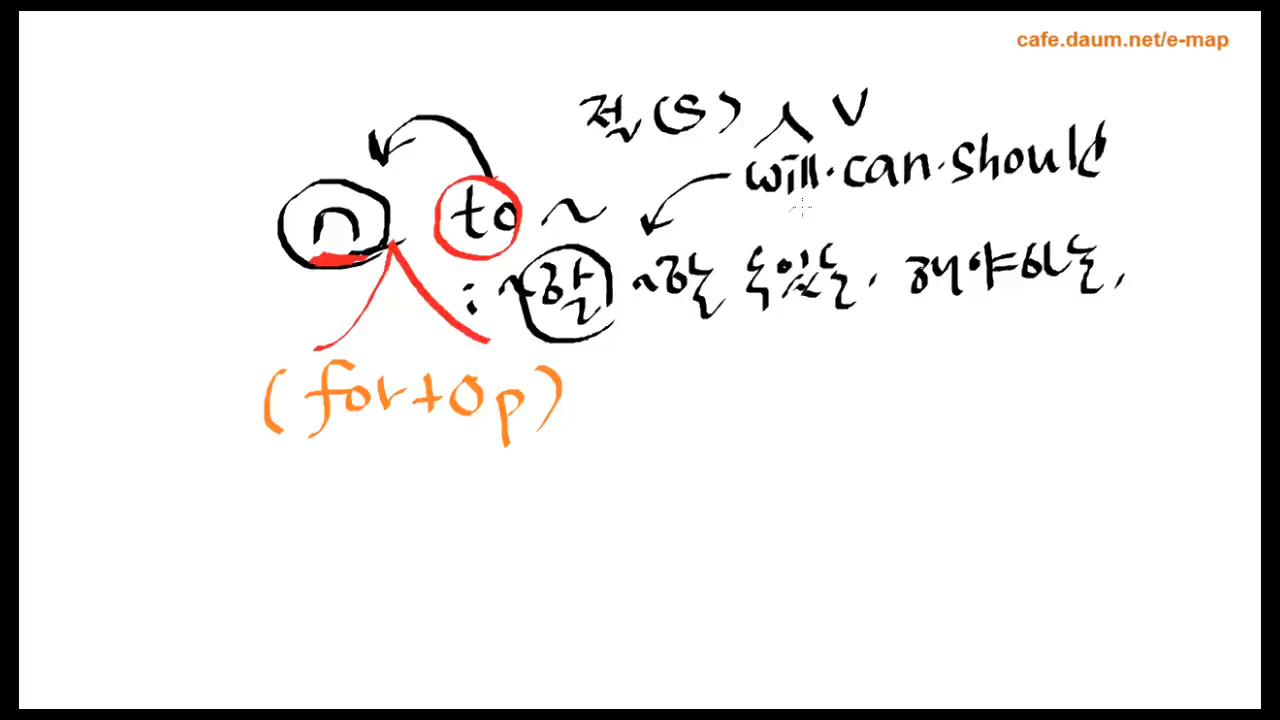 cafe.daum.net/e-map
절(S) ⋏ V
will·can·should
n to ~
: ~할 ~할 수있는, 해야하는,
(for+op)